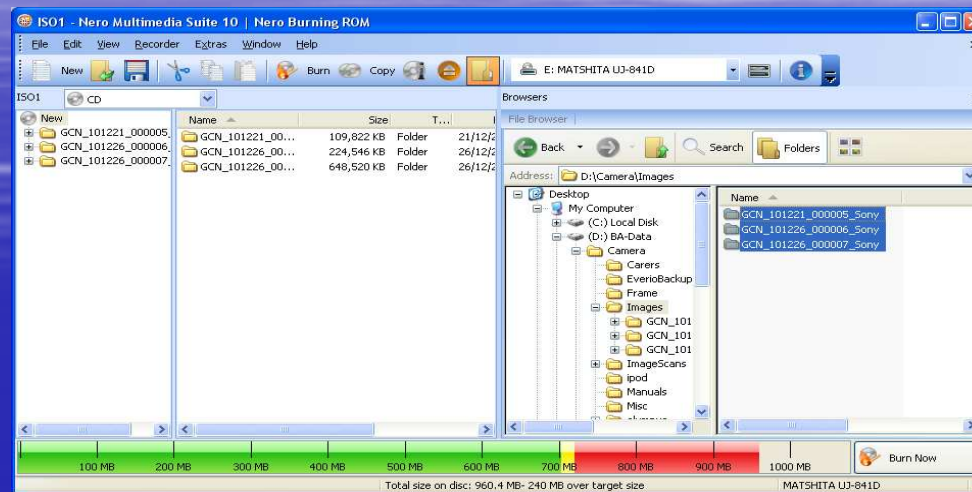 ISO1 - Nero Multimedia Suite 10 | Nero Burning ROM
File Edit View Recorder Extras Window Help
New Burn Copy E: MATSHITA UJ-841D
ISO1 CD Browsers
New Name Size T... File Browser
GCN_101221_000005_ GCN_101221_00... 109,822 KB Folder 21/12/2
GCN_101226_000006_ GCN_101226_00... 224,546 KB Folder 26/12/2
GCN_101226_000007_ GCN_101226_00... 648,520 KB Folder 26/12/2
Back Search Folders
Address: D:\Camera\Images
Desktop Name
My Computer GCN_101221_000005_Sony
(C:) Local Disk GCN_101226_000006_Sony
(D:) BA-Data GCN_101226_000007_Sony
Camera
Carers
EverioBackup
Frame
Images
GCN_101
GCN_101
GCN_101
ImageScans
ipod
Manuals
Misc
100 MB 200 MB 300 MB 400 MB 500 MB 600 MB 700 MB 800 MB 900 MB 1000 MB Burn Now
Total size on disc: 960.4 MB- 240 MB over target size MATSHITA UJ-841D